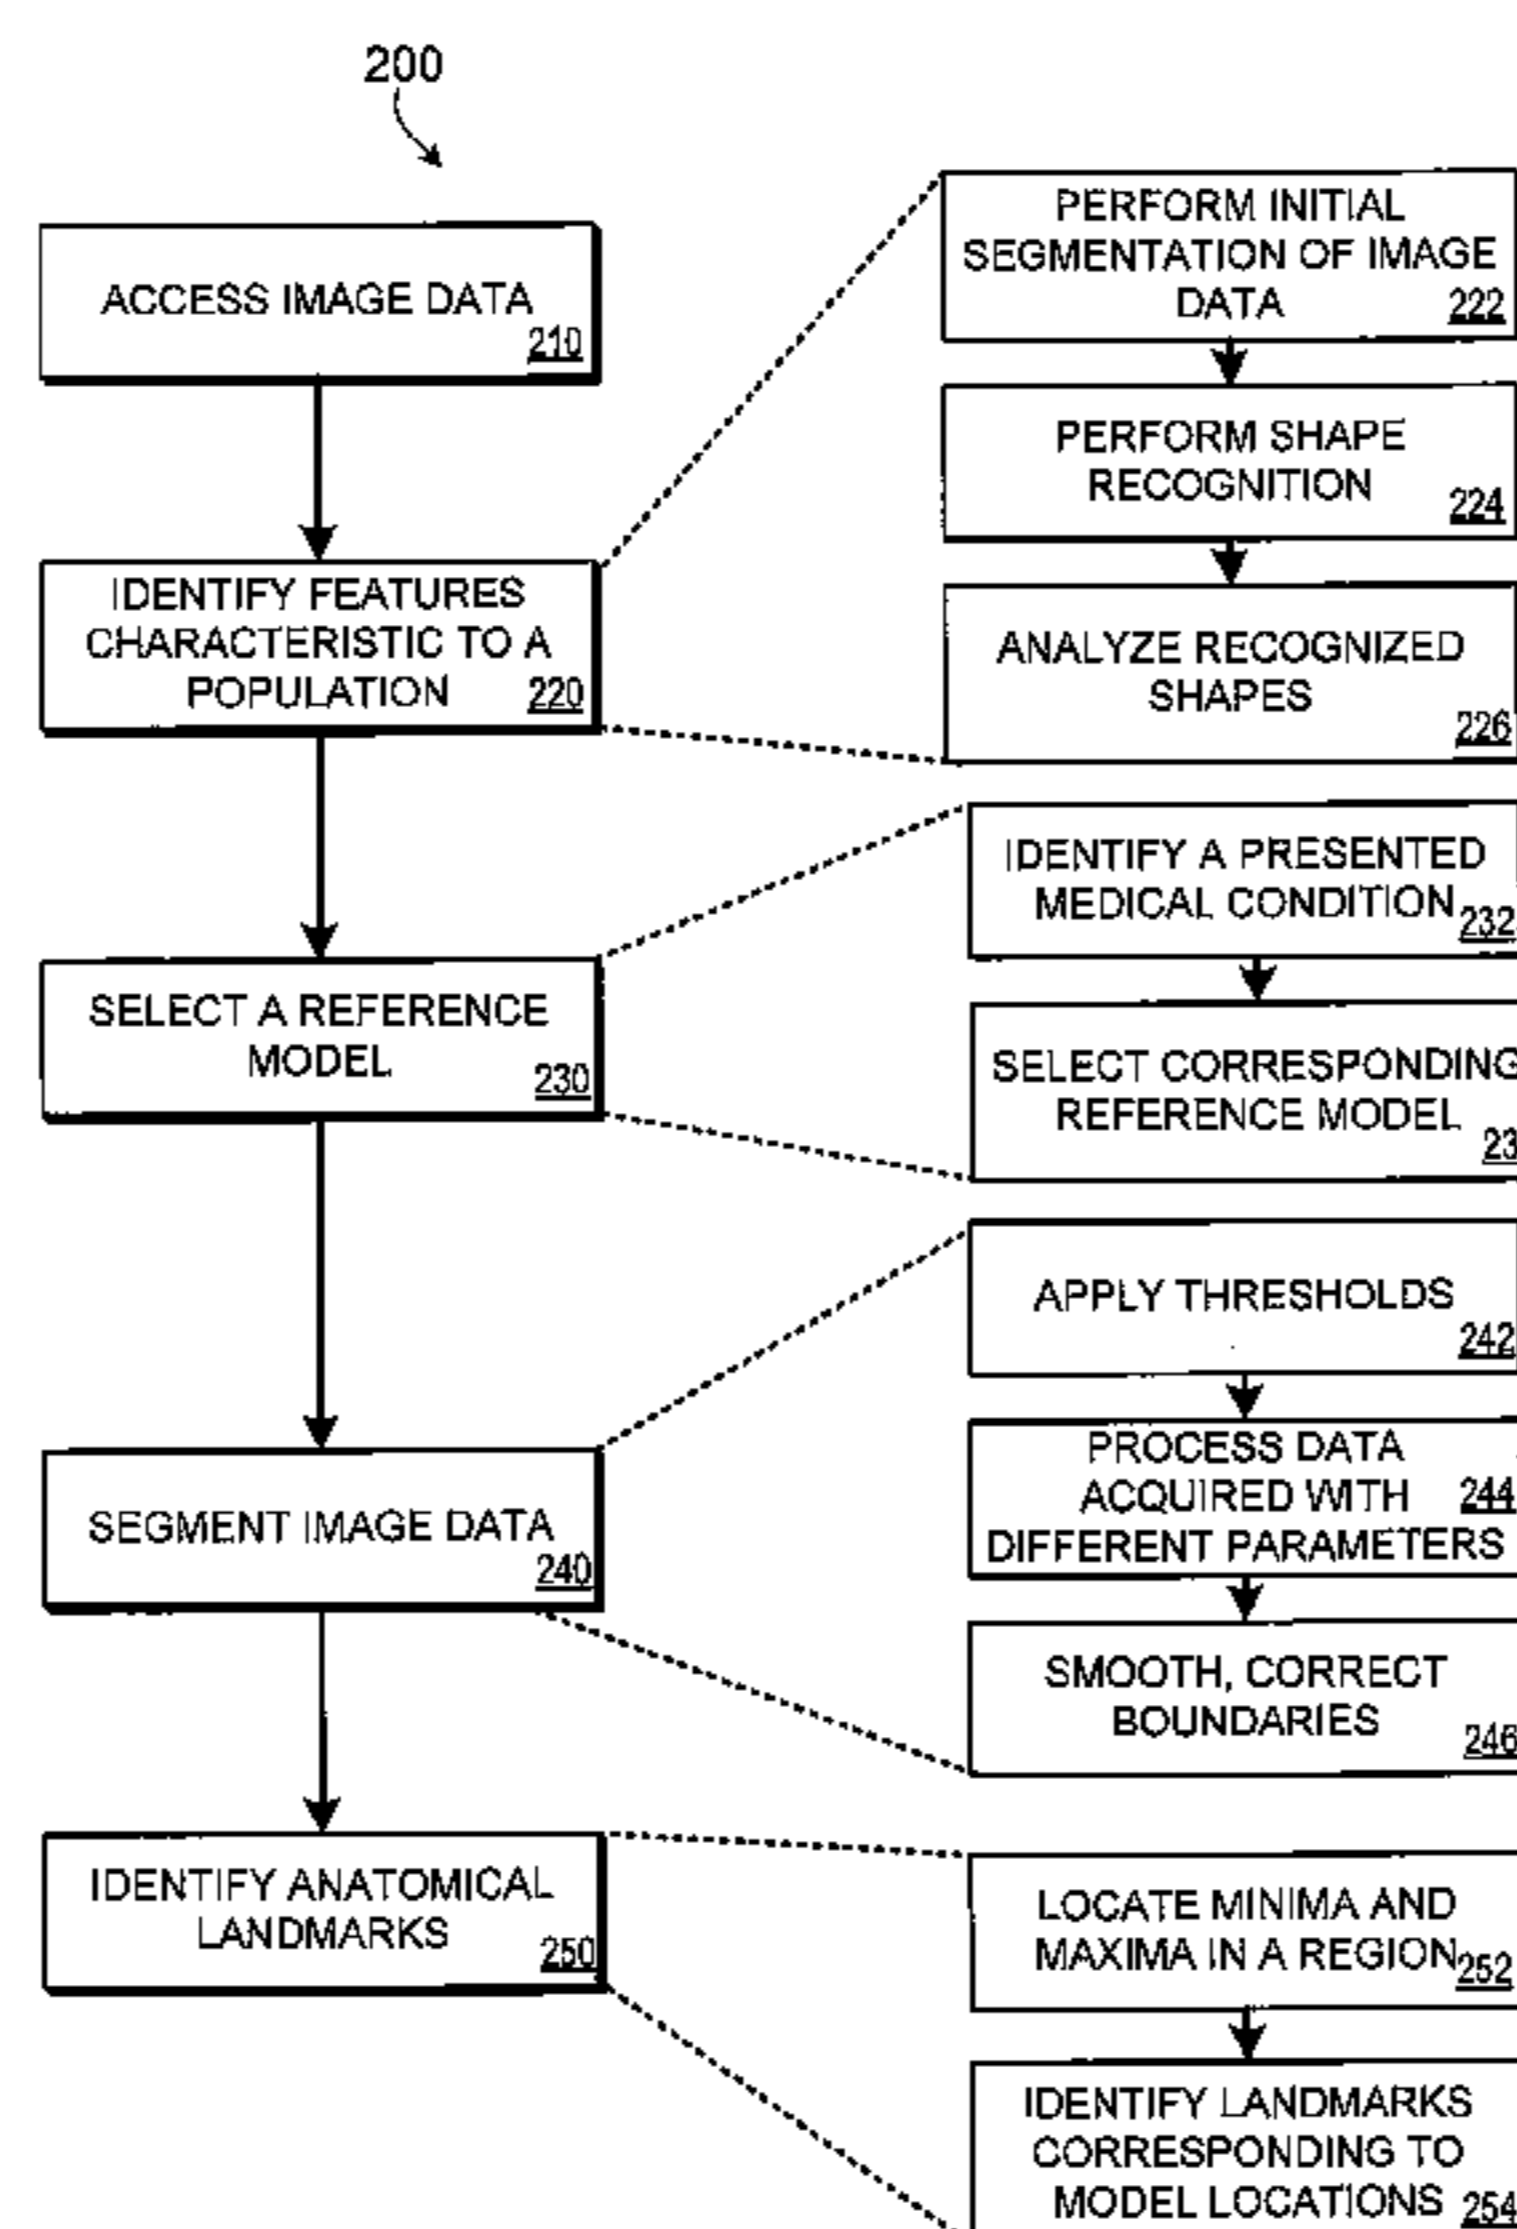 200
ACCESS IMAGE DATA
210
IDENTIFY FEATURES
CHARACTERISTIC TO A
POPULATION 220
SELECT A REFERENCE
MODEL 230
SEGMENT IMAGE DATA
240
IDENTIFY ANATOMICAL
LANDMARKS 250
PERFORM INITIAL
SEGMENTATION OF IMAGE
DATA 222
PERFORM SHAPE
RECOGNITION 224
ANALYZE RECOGNIZED
SHAPES
226
IDENTIFY A PRESENTED
MEDICAL CONDITION 232
SELECT CORRESPONDING
REFERENCE MODEL
23
APPLY THRESHOLDS
242
PROCESS DATA
ACQUIRED WITH 244
DIFFERENT PARAMETERS
SMOOTH, CORRECT
BOUNDARIES 246
LOCATE MINIMA AND
MAXIMA IN A REGION 252
IDENTIFY LANDMARKS
CORRESPONDING TO
MODEL LOCATIONS 254